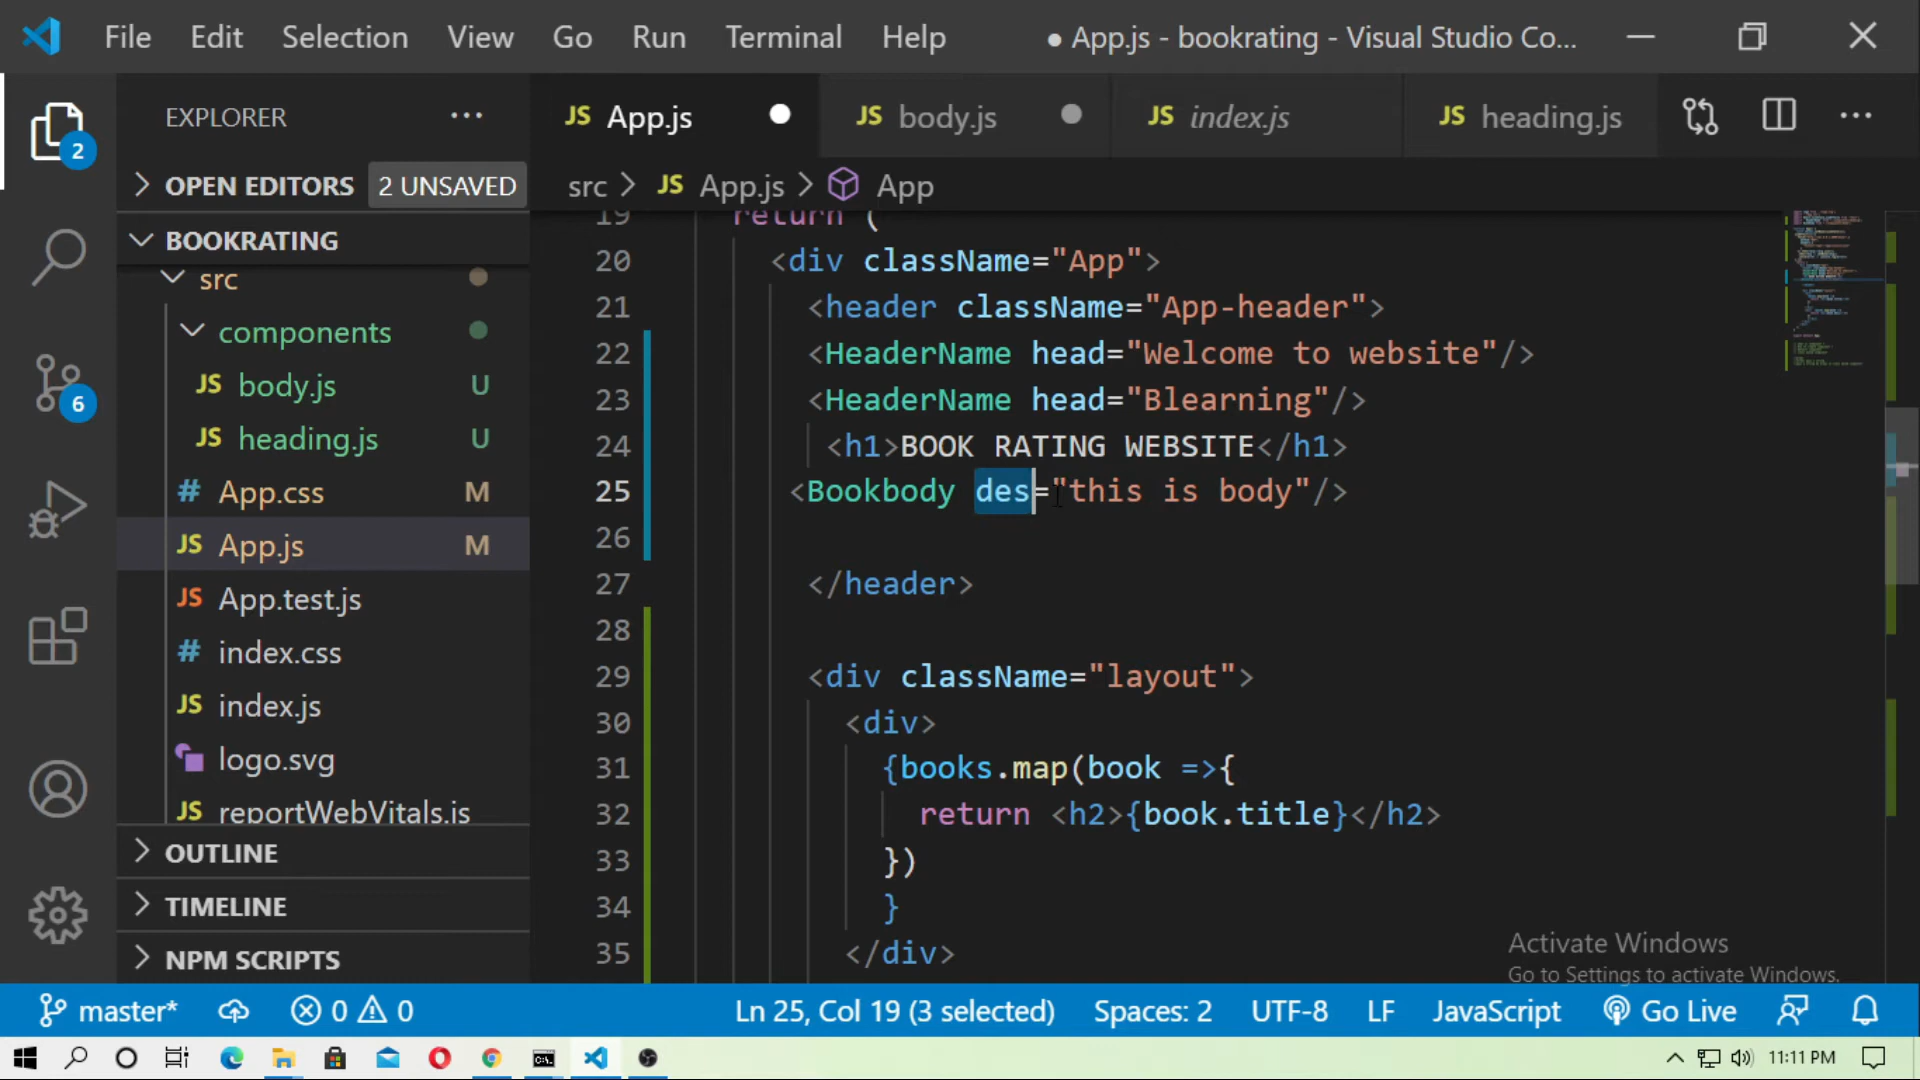 File Edit Selection View Go Run Terminal Help ● App.js - bookrating - Visual Studio Co...
EXPLORER ...
JS App.js JS body.js JS index.js JS heading.js ...
OPEN EDITORS 2 UNSAVED
src > JS App.js > App
BOOKRATING
src
components
JS body.js U
JS heading.js U
# App.css M
JS App.js M
JS App.test.js
# index.css
JS index.js
logo.svg
JS reportWebVitals.js
OUTLINE
TIMELINE
NPM SCRIPTS
2
6
19 return (
20 <div className="App">
21 <header className="App-header">
22 <HeaderName head="Welcome to website"/>
23 <HeaderName head="Blearning"/>
24 <h1>BOOK RATING WEBSITE</h1>
25 <Bookbody des="this is body"/>
26
27 </header>
28
29 <div className="layout">
30 <div>
31 {books.map(book =>{
32 return <h2>{book.title}</h2>
33 })
34 }
35 </div>
Activate Windows
Go to Settings to activate Windows.
master* 0 0 Ln 25, Col 19 (3 selected) Spaces: 2 UTF-8 LF JavaScript Go Live
11:11 PM